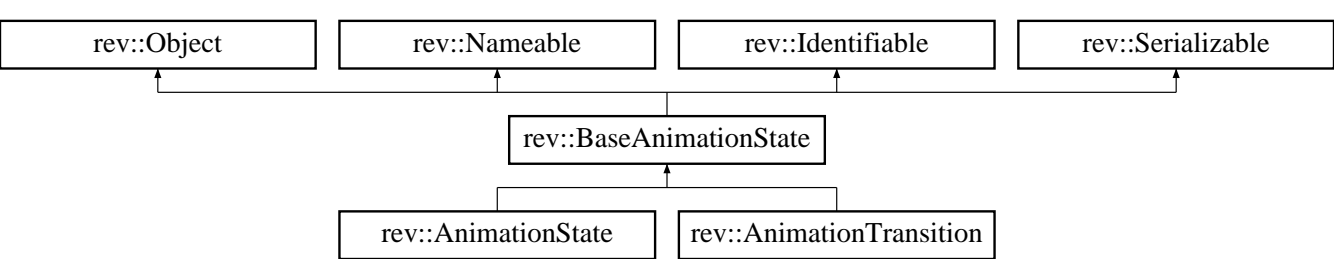 rev::Object
rev::Nameable
rev::Identifiable
rev::Serializable
rev::BaseAnimationState
rev::AnimationState
rev::AnimationTransition